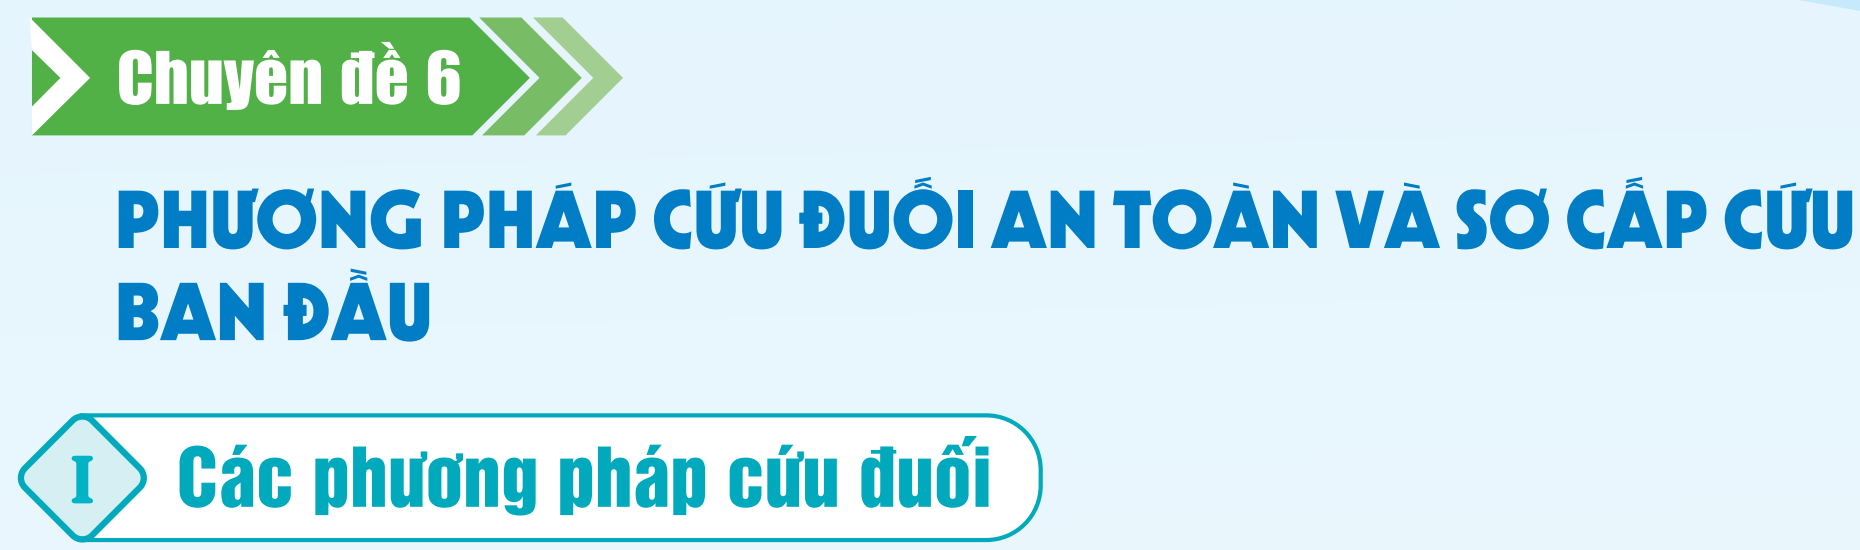 Chuyên đề 6
PHƯƠNG PHÁP CỨU ĐUỐI AN TOÀN VÀ SƠ CẤP CỨU
BAN ĐẦU
I Các phương pháp cứu đuối